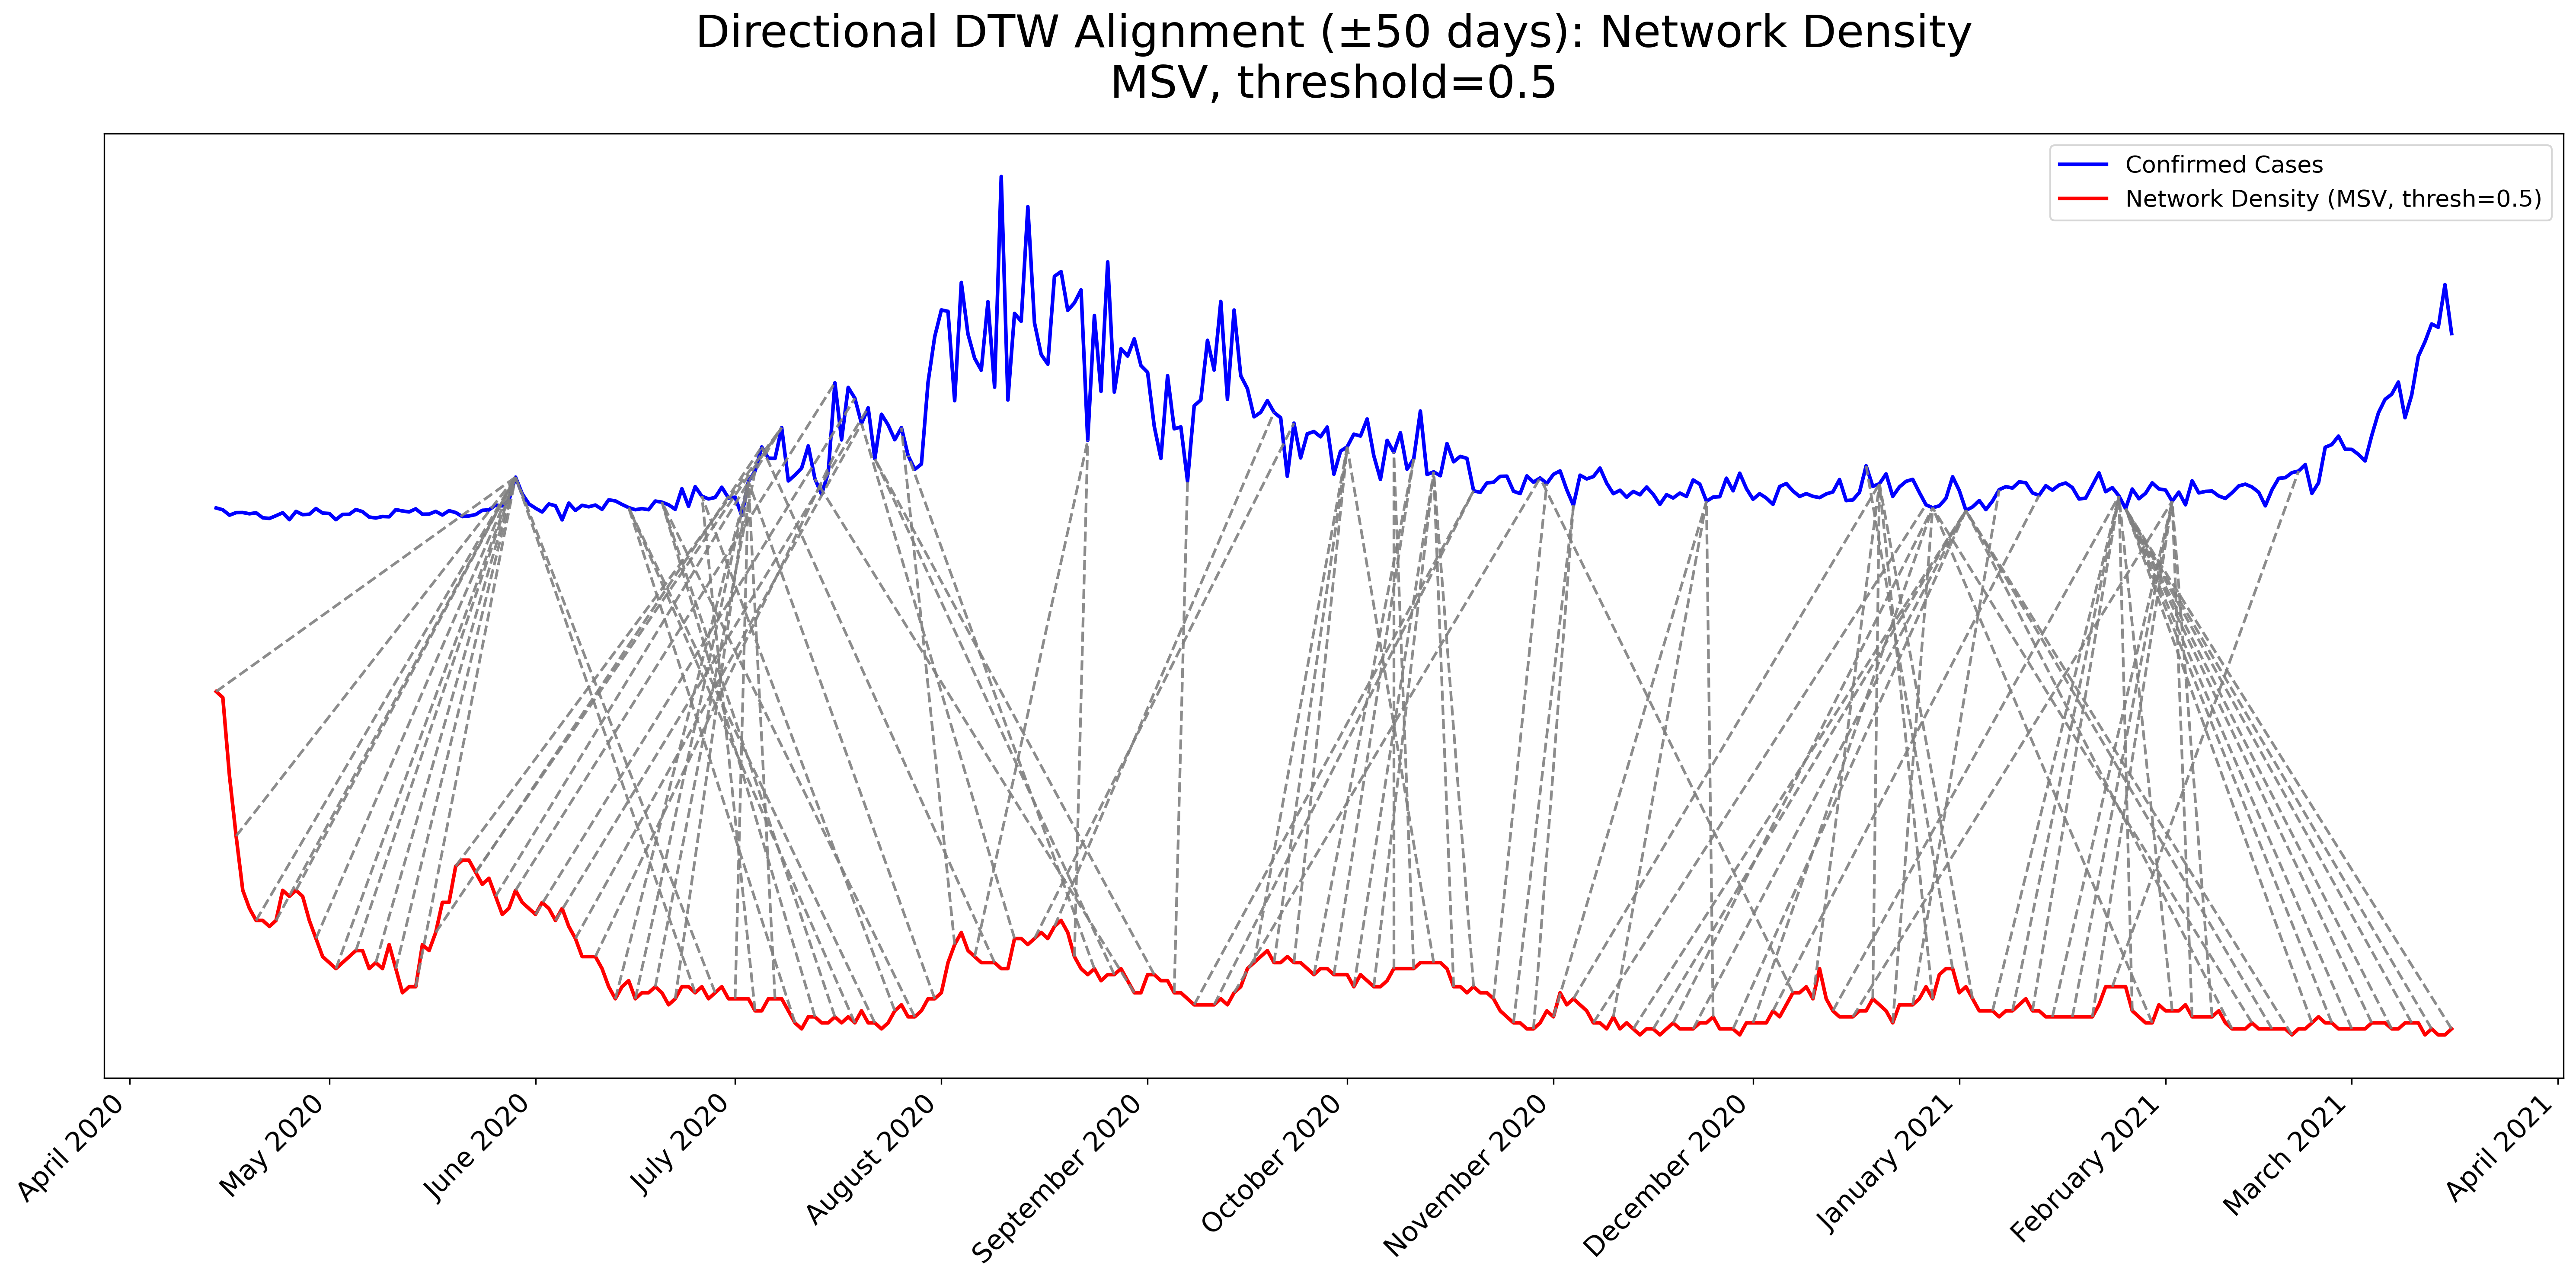 Directional DTW Alignment (±50 days): Network Density
MSV, threshold=0.5
Confirmed Cases
Network Density (MSV, thresh=0.5)
April 2020
May 2020
June 2020
July 2020
August 2020
September 2020
October 2020
November 2020
December 2020
January 2021
February 2021
March 2021
April 2021